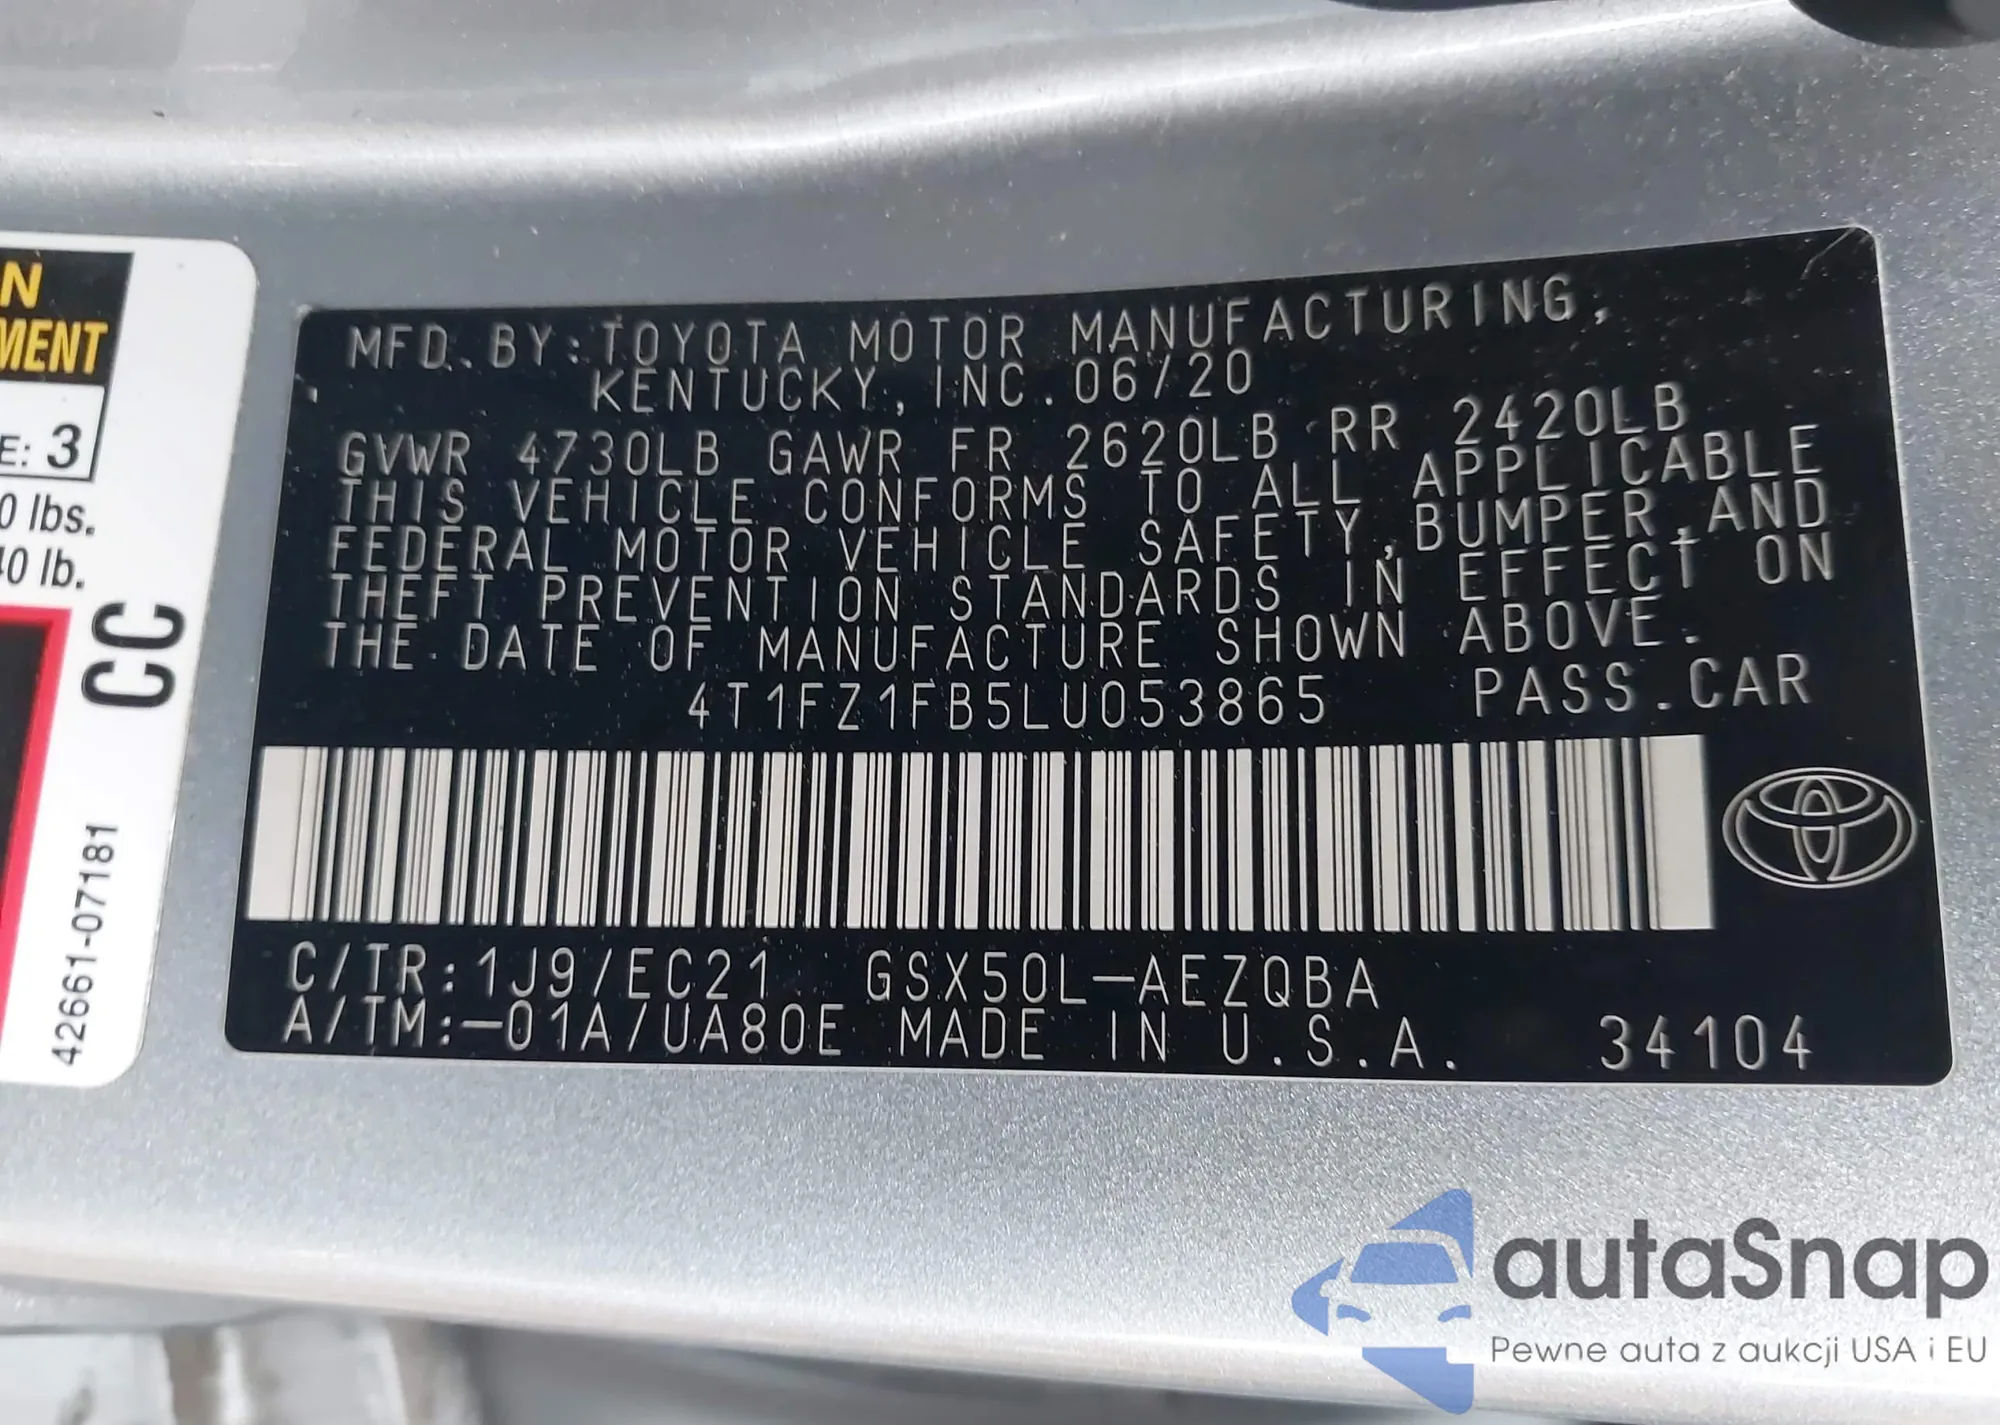 N
MENT
E: 3
0 lbs.
40 lb.
CC
42661-07181
MFD. BY: TOYOTA MOTOR MANUFACTURING,
KENTUCKY, INC. 06/20
GVWR 4730LB GAWR FR 2620LB RR 2420LB
THIS VEHICLE CONFORMS TO ALL APPLICABLE
FEDERAL MOTOR VEHICLE SAFETY, BUMPER, AND
THEFT PREVENTION STANDARDS IN EFFECT ON
THE DATE OF MANUFACTURE SHOWN ABOVE.
4T1FZ1FB5LU053865 PASS. CAR
C/TR: 1J9/EC21 GSX50L-AEZQBA
A/TM:-01A/UA80E MADE IN U.S.A. 34104
autaSnap
Pewne auta z aukcji USA i EU